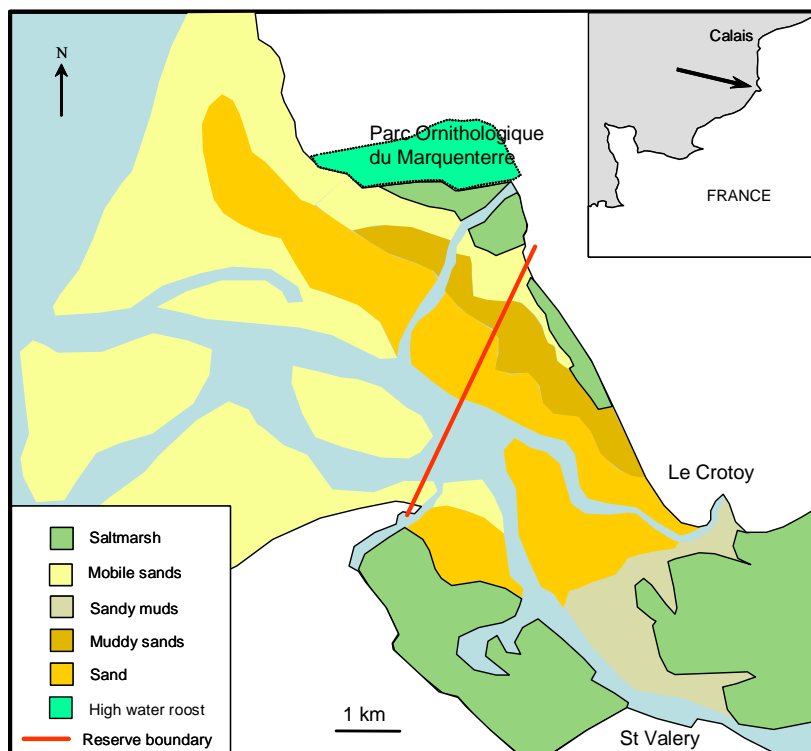 N
Calais
FRANCE
Parc Ornithologique
du Marquenterre
Le Crotoy
Saltmarsh
Mobile sands
Sandy muds
Muddy sands
Sand
High water roost
Reserve boundary
1 km
St Valery